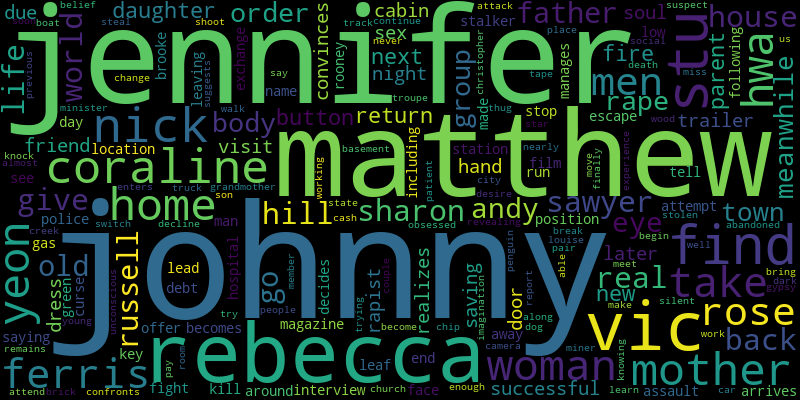 belief
steal
due
boat
life
previous
world
minister
daughter
brooke
change
leaving
suggests
order
exchange
rooney
say
shoot
convinces
cabin
sex
track
next
night
continue
stalker
attack
never
christopher
father
place
men
soul
low
social
fire
death
rape
stu
suspect
parent
following
house
hwa
us
miss
meanwhile
jennifer
day
friend
knock
almost
see
location
nick
troupe
walk
body
button
name
visit
tape
return
group
thug
made
station
star
film
stop
nearly
run
escape
wood
trailer
tell
coraline
matthew
basement
working
including
hand
city
desire
patient
move
finally
experience
give
police
gas
creek
home
enters
truck
switch
grandmother
decline
son
man
hill
state
cash
sharon
obsessed
andy
revealing
position
sawyer
break
louise
pair
eye
later
attempt
stolen
begin
town
abandoned
find
well
yeon
old
curse
dress
green
young
russell
lead
debt
unconscious
hospital
go
member
people
johnny
decides
rapist
trying
realizes
saving
imagination
penguin
door
able
report
along
dog
vic
real
new
make
meet
silent
take
bring
dark
gypsy
rose
work
back
saying
remains
ferris
attend
brick
confronts
key
offer
becomes
fight
pay
room
try
kill
rebecca
around
magazine
interview
leaf
church
couple
become
end
face
chip
enough
away
camera
woman
successful
miner
knowing
assault
learn
mother
car
arrives